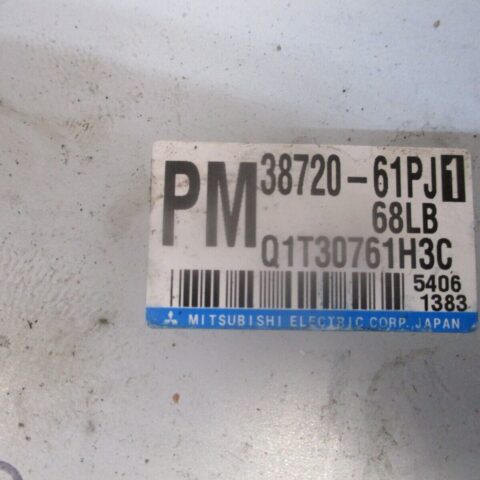 PM 38720-61PJ1
68LB
Q1T30761H3C
5406
1383
MITSUBISHI ELECTRIC CORP., JAPAN